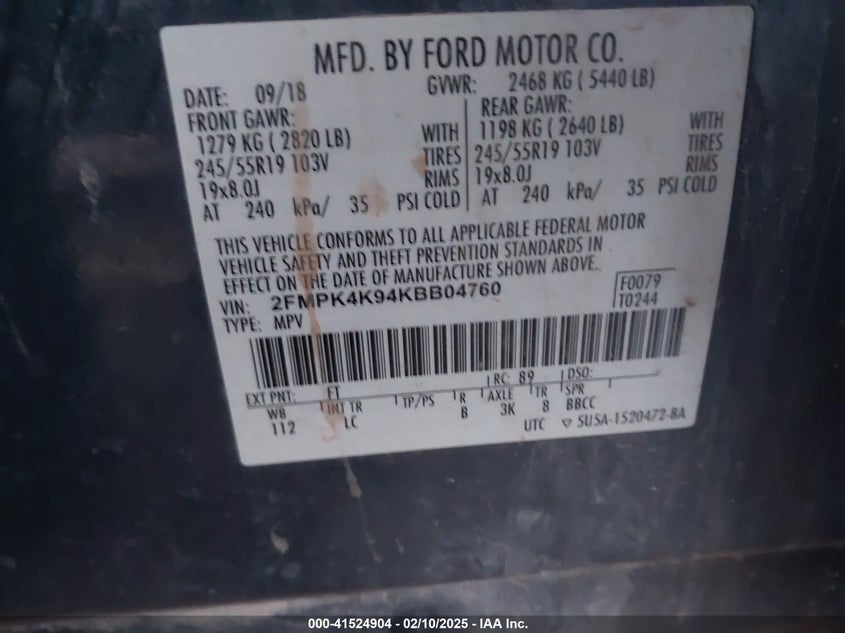 MFD. BY FORD MOTOR CO.
DATE: 09/18 GVWR: 2468 KG ( 5440 LB)
FRONT GAWR: REAR GAWR:
1279 KG ( 2820 LB) WITH 1198 KG ( 2640 LB) WITH
245/55R19 103V TIRES 245/55R19 103V TIRES
19x8.0J RIMS 19x8.0J RIMS
AT 240 kPa/ 35 PSI COLD AT 240 kPa/ 35 PSI COLD
THIS VEHICLE CONFORMS TO ALL APPLICABLE FEDERAL MOTOR
VEHICLE SAFETY AND THEFT PREVENTION STANDARDS IN
EFFECT ON THE DATE OF MANUFACTURE SHOWN ABOVE.
VIN: 2FMPK4K94KBB04760 F0079
TYPE: MPV T0244
EXT PNT: FT RC: 89 DSO:
WB INT TR TP/PS R AXLE TR SPR
112 LC B 3K 8 BBCC
UTC ▽ 5U5A-1520472-BA
000-41524904 - 02/10/2025 - IAA Inc.